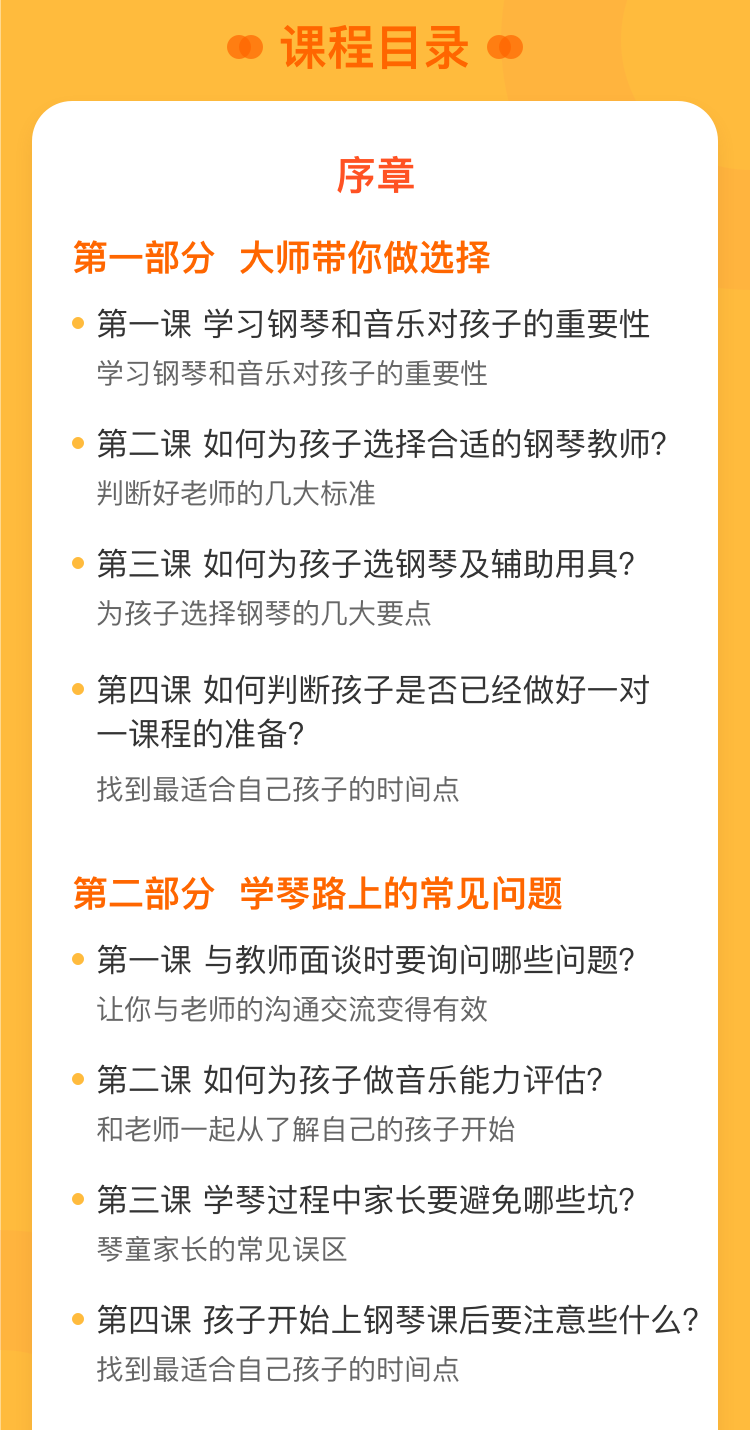 课程目录
序章
第一部分 大师带你做选择
第一课 学习钢琴和音乐对孩子的重要性
学习钢琴和音乐对孩子的重要性
第二课 如何为孩子选择合适的钢琴教师?
判断好老师的几大标准
第三课 如何为孩子选钢琴及辅助用具?
为孩子选择钢琴的几大要点
第四课 如何判断孩子是否已经做好一对
一课程的准备?
找到最适合自己孩子的时间点
第二部分 学琴路上的常见问题
第一课 与教师面谈时要询问哪些问题?
让你与老师的沟通交流变得有效
第二课 如何为孩子做音乐能力评估?
和老师一起从了解自己的孩子开始
第三课 学琴过程中家长要避免哪些坑?
琴童家长的常见误区
第四课 孩子开始上钢琴课后要注意些什么?
找到最适合自己孩子的时间点